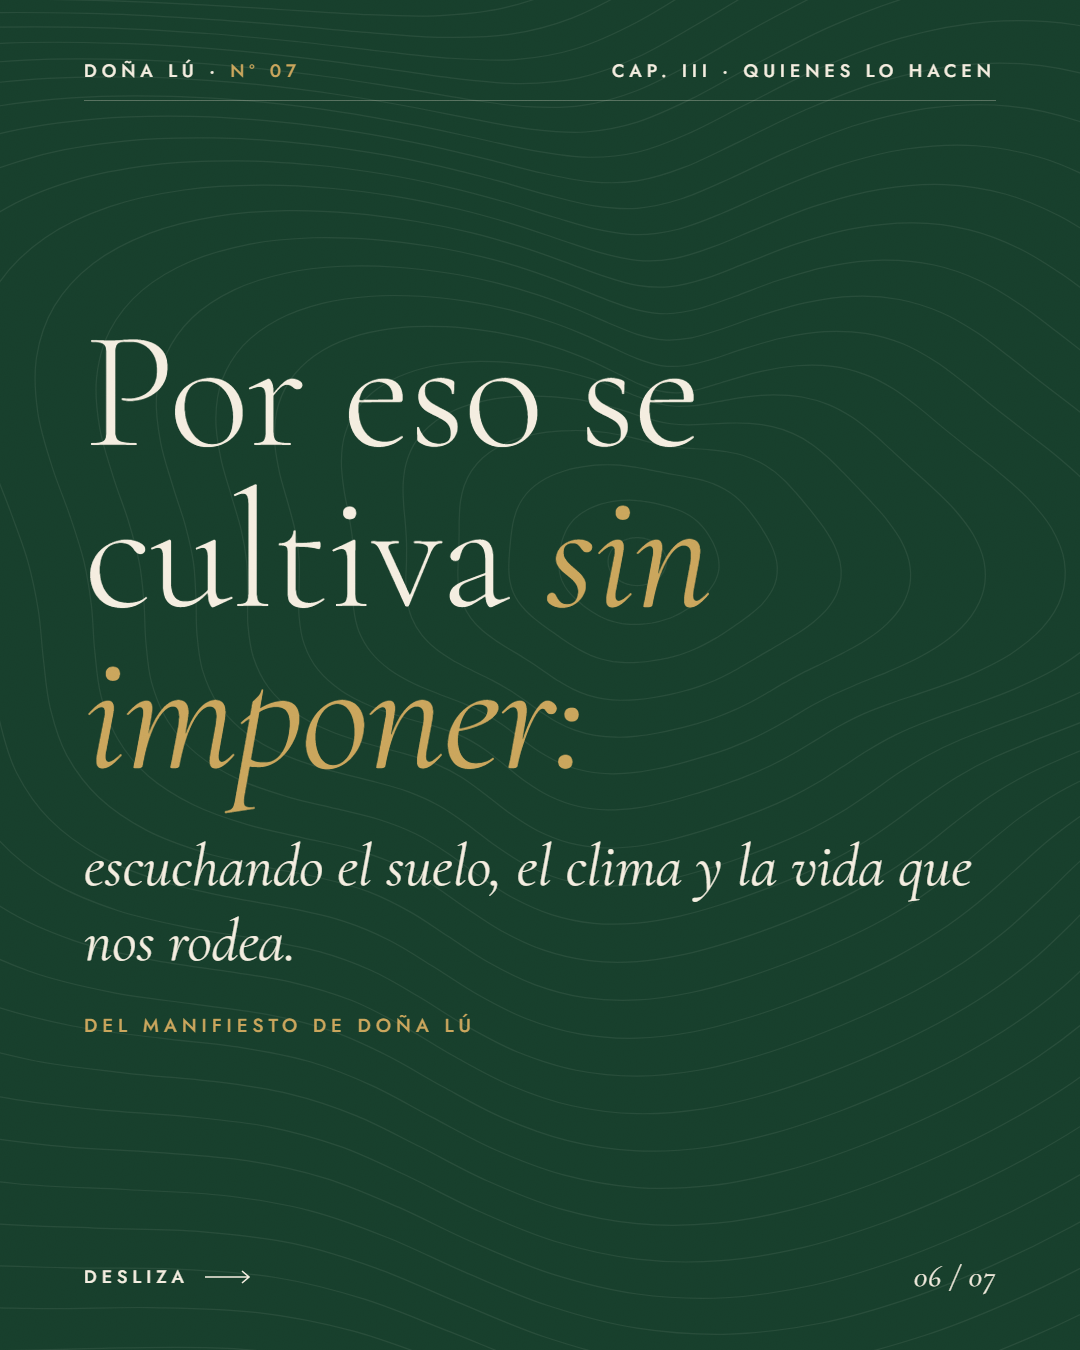 DOÑA LÚ · N° 07
CAP. III · QUIENES LO HACEN
Por eso se
cultiva sin
imponer:
escuchando el suelo, el clima y la vida que
nos rodea.
DEL MANIFIESTO DE DOÑA LÚ
DESLIZA →
06 / 07